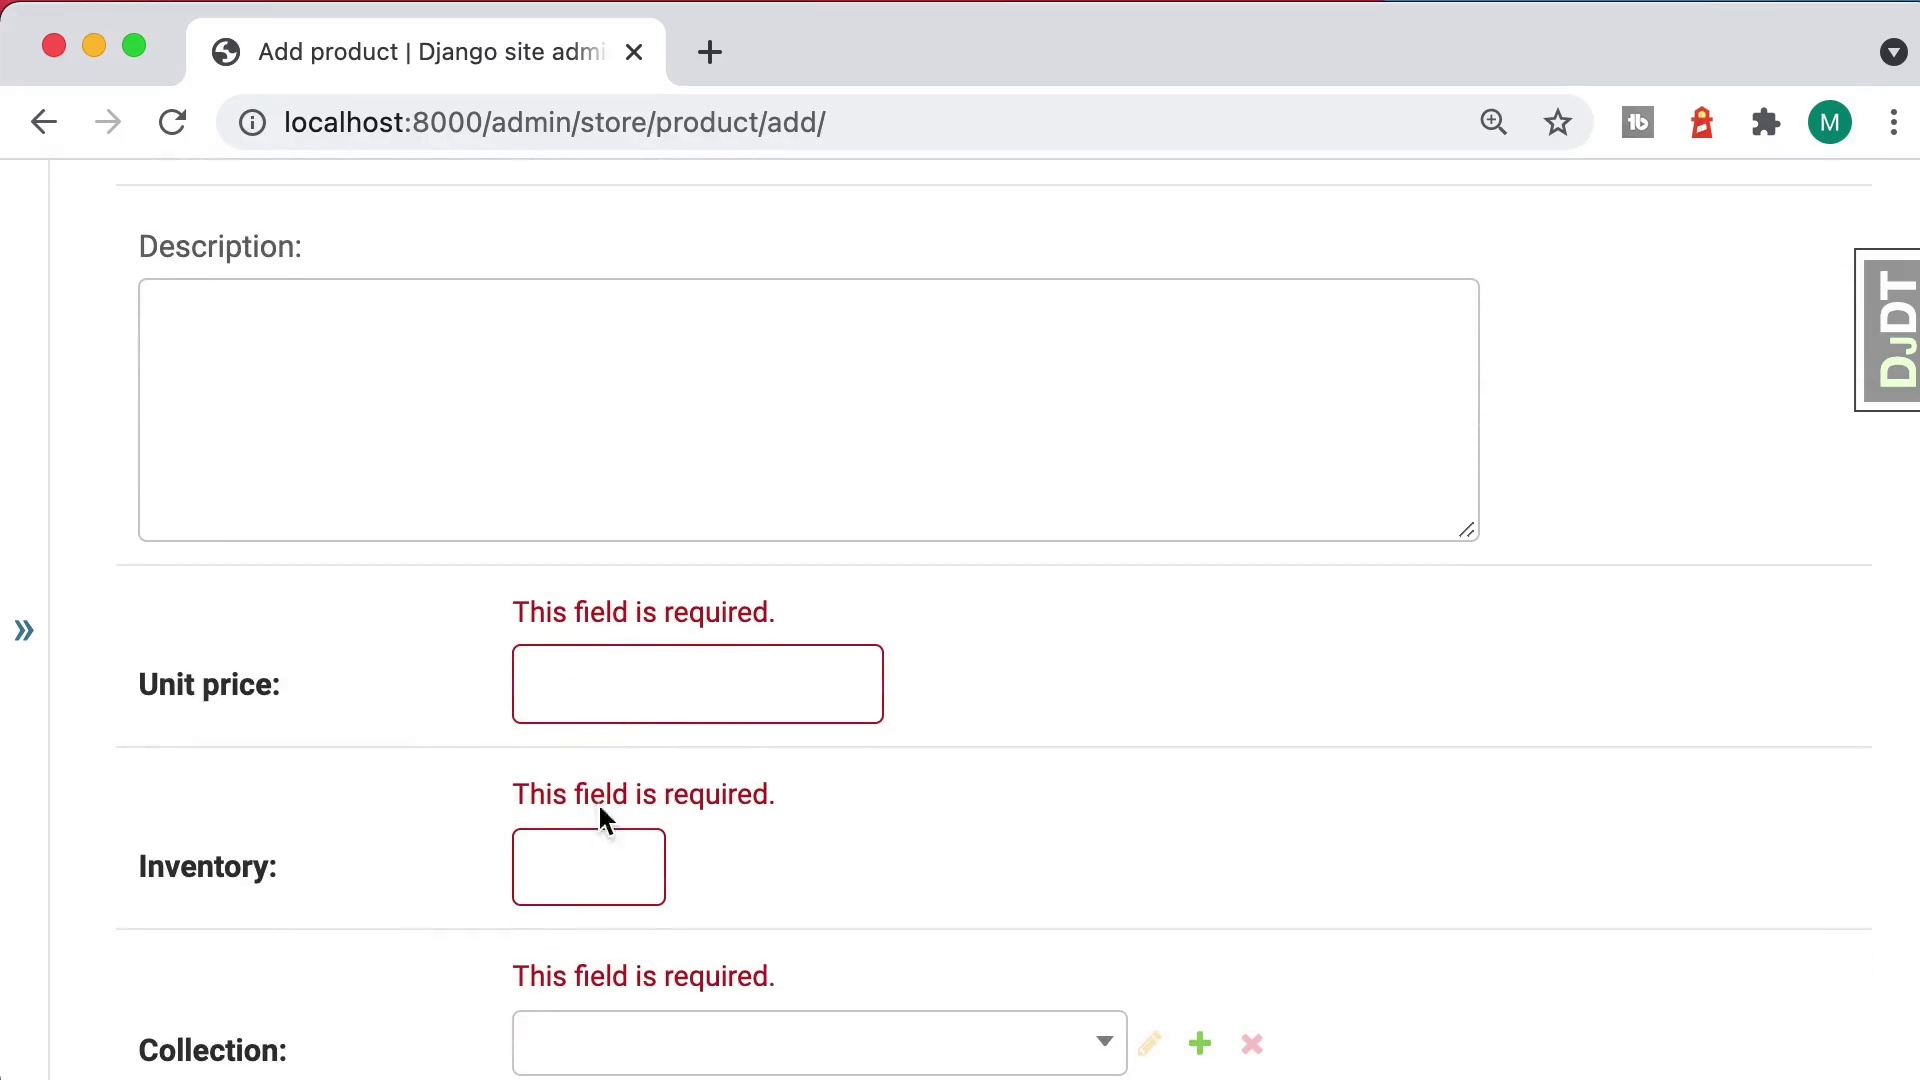 Add product | Django site admi
localhost:8000/admin/store/product/add/
tb
M
Description:
DJDT
This field is required.
Unit price:
This field is required.
Inventory:
This field is required.
Collection: